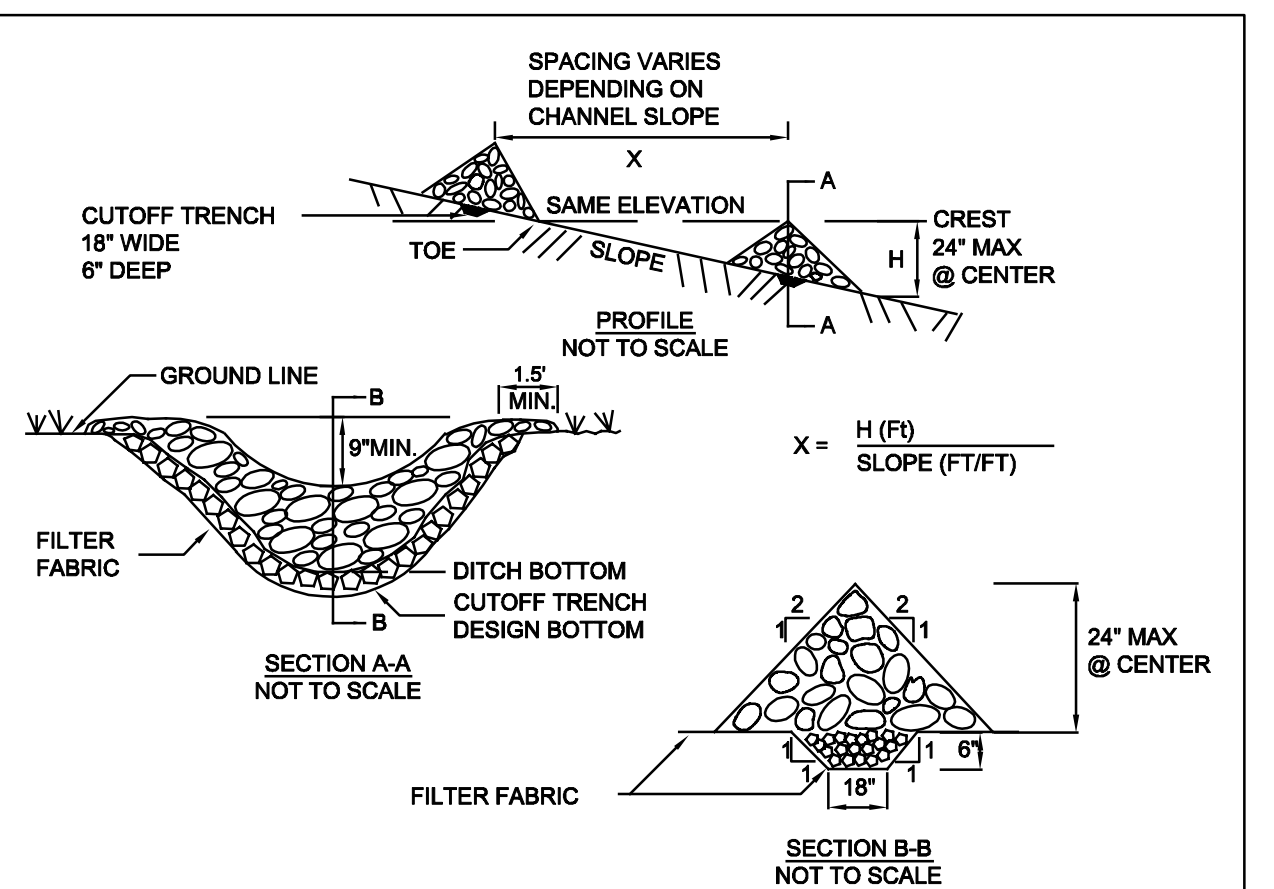 SPACING VARIES
DEPENDING ON
CHANNEL SLOPE
X
A
CUTOFF TRENCH
18" WIDE
6" DEEP
SAME ELEVATION
TOE
SLOPE
H
CREST
24" MAX
@ CENTER
A
PROFILE
NOT TO SCALE
GROUND LINE
B
1.5'
MIN.
9"MIN.
X = H (Ft)
SLOPE (FT/FT)
FILTER
FABRIC
DITCH BOTTOM
CUTOFF TRENCH
DESIGN BOTTOM
B
SECTION A-A
NOT TO SCALE
2
1
2
1
24" MAX
@ CENTER
1
1
1
1
6"
18"
FILTER FABRIC
SECTION B-B
NOT TO SCALE